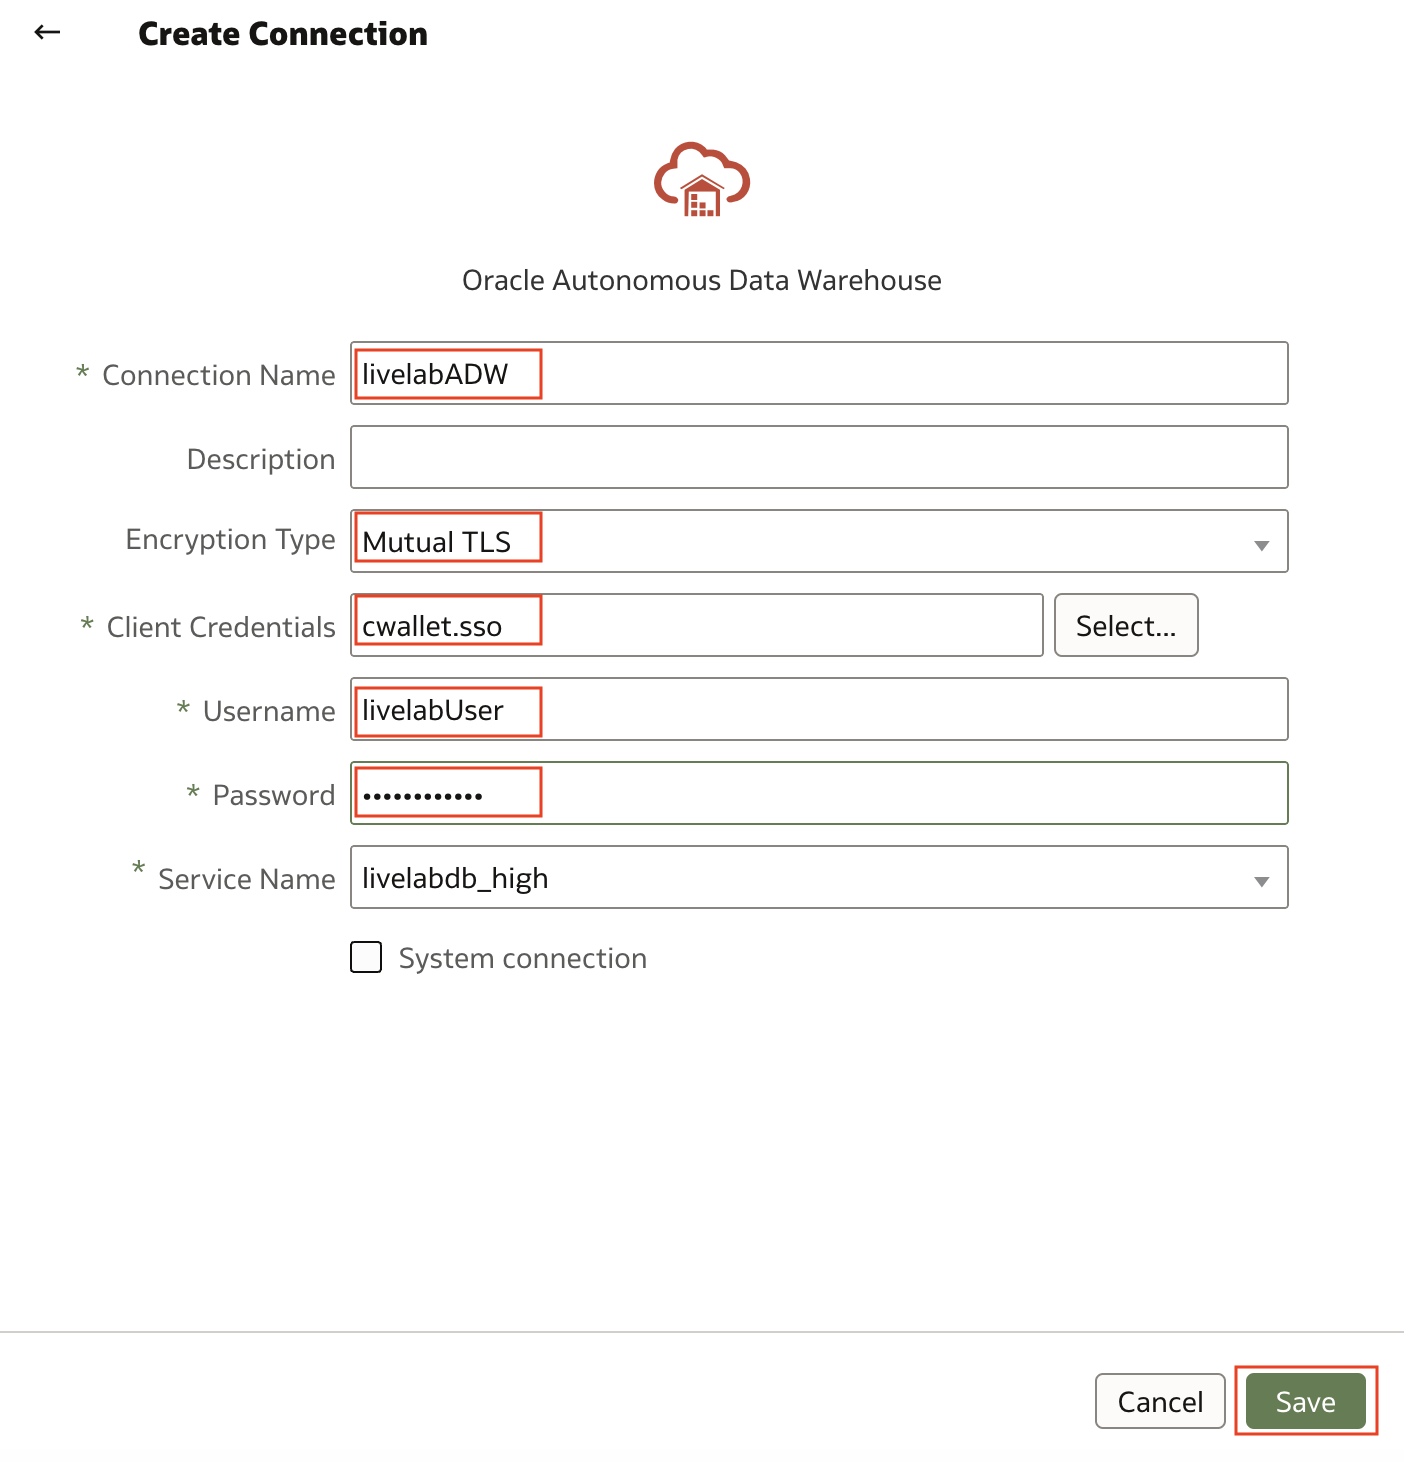 Create Connection
Oracle Autonomous Data Warehouse
* Connection Name livelabADW
Description
Encryption Type Mutual TLS
* Client Credentials cwallet.sso Select...
* Username livelabUser
* Password ••••••••••••
* Service Name livelabdb_high
System connection
Cancel Save